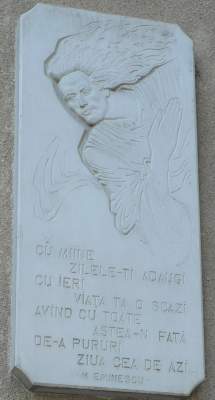 CU MIINE
ZILELE-TI ADAUGI
CU IERI
VIATA TA O SCAZI
AVIND CU TOATE
ASTEA-N FATĂ
DE-A PURURI
ZIUA CEA DE AZI
M. EMINESCU